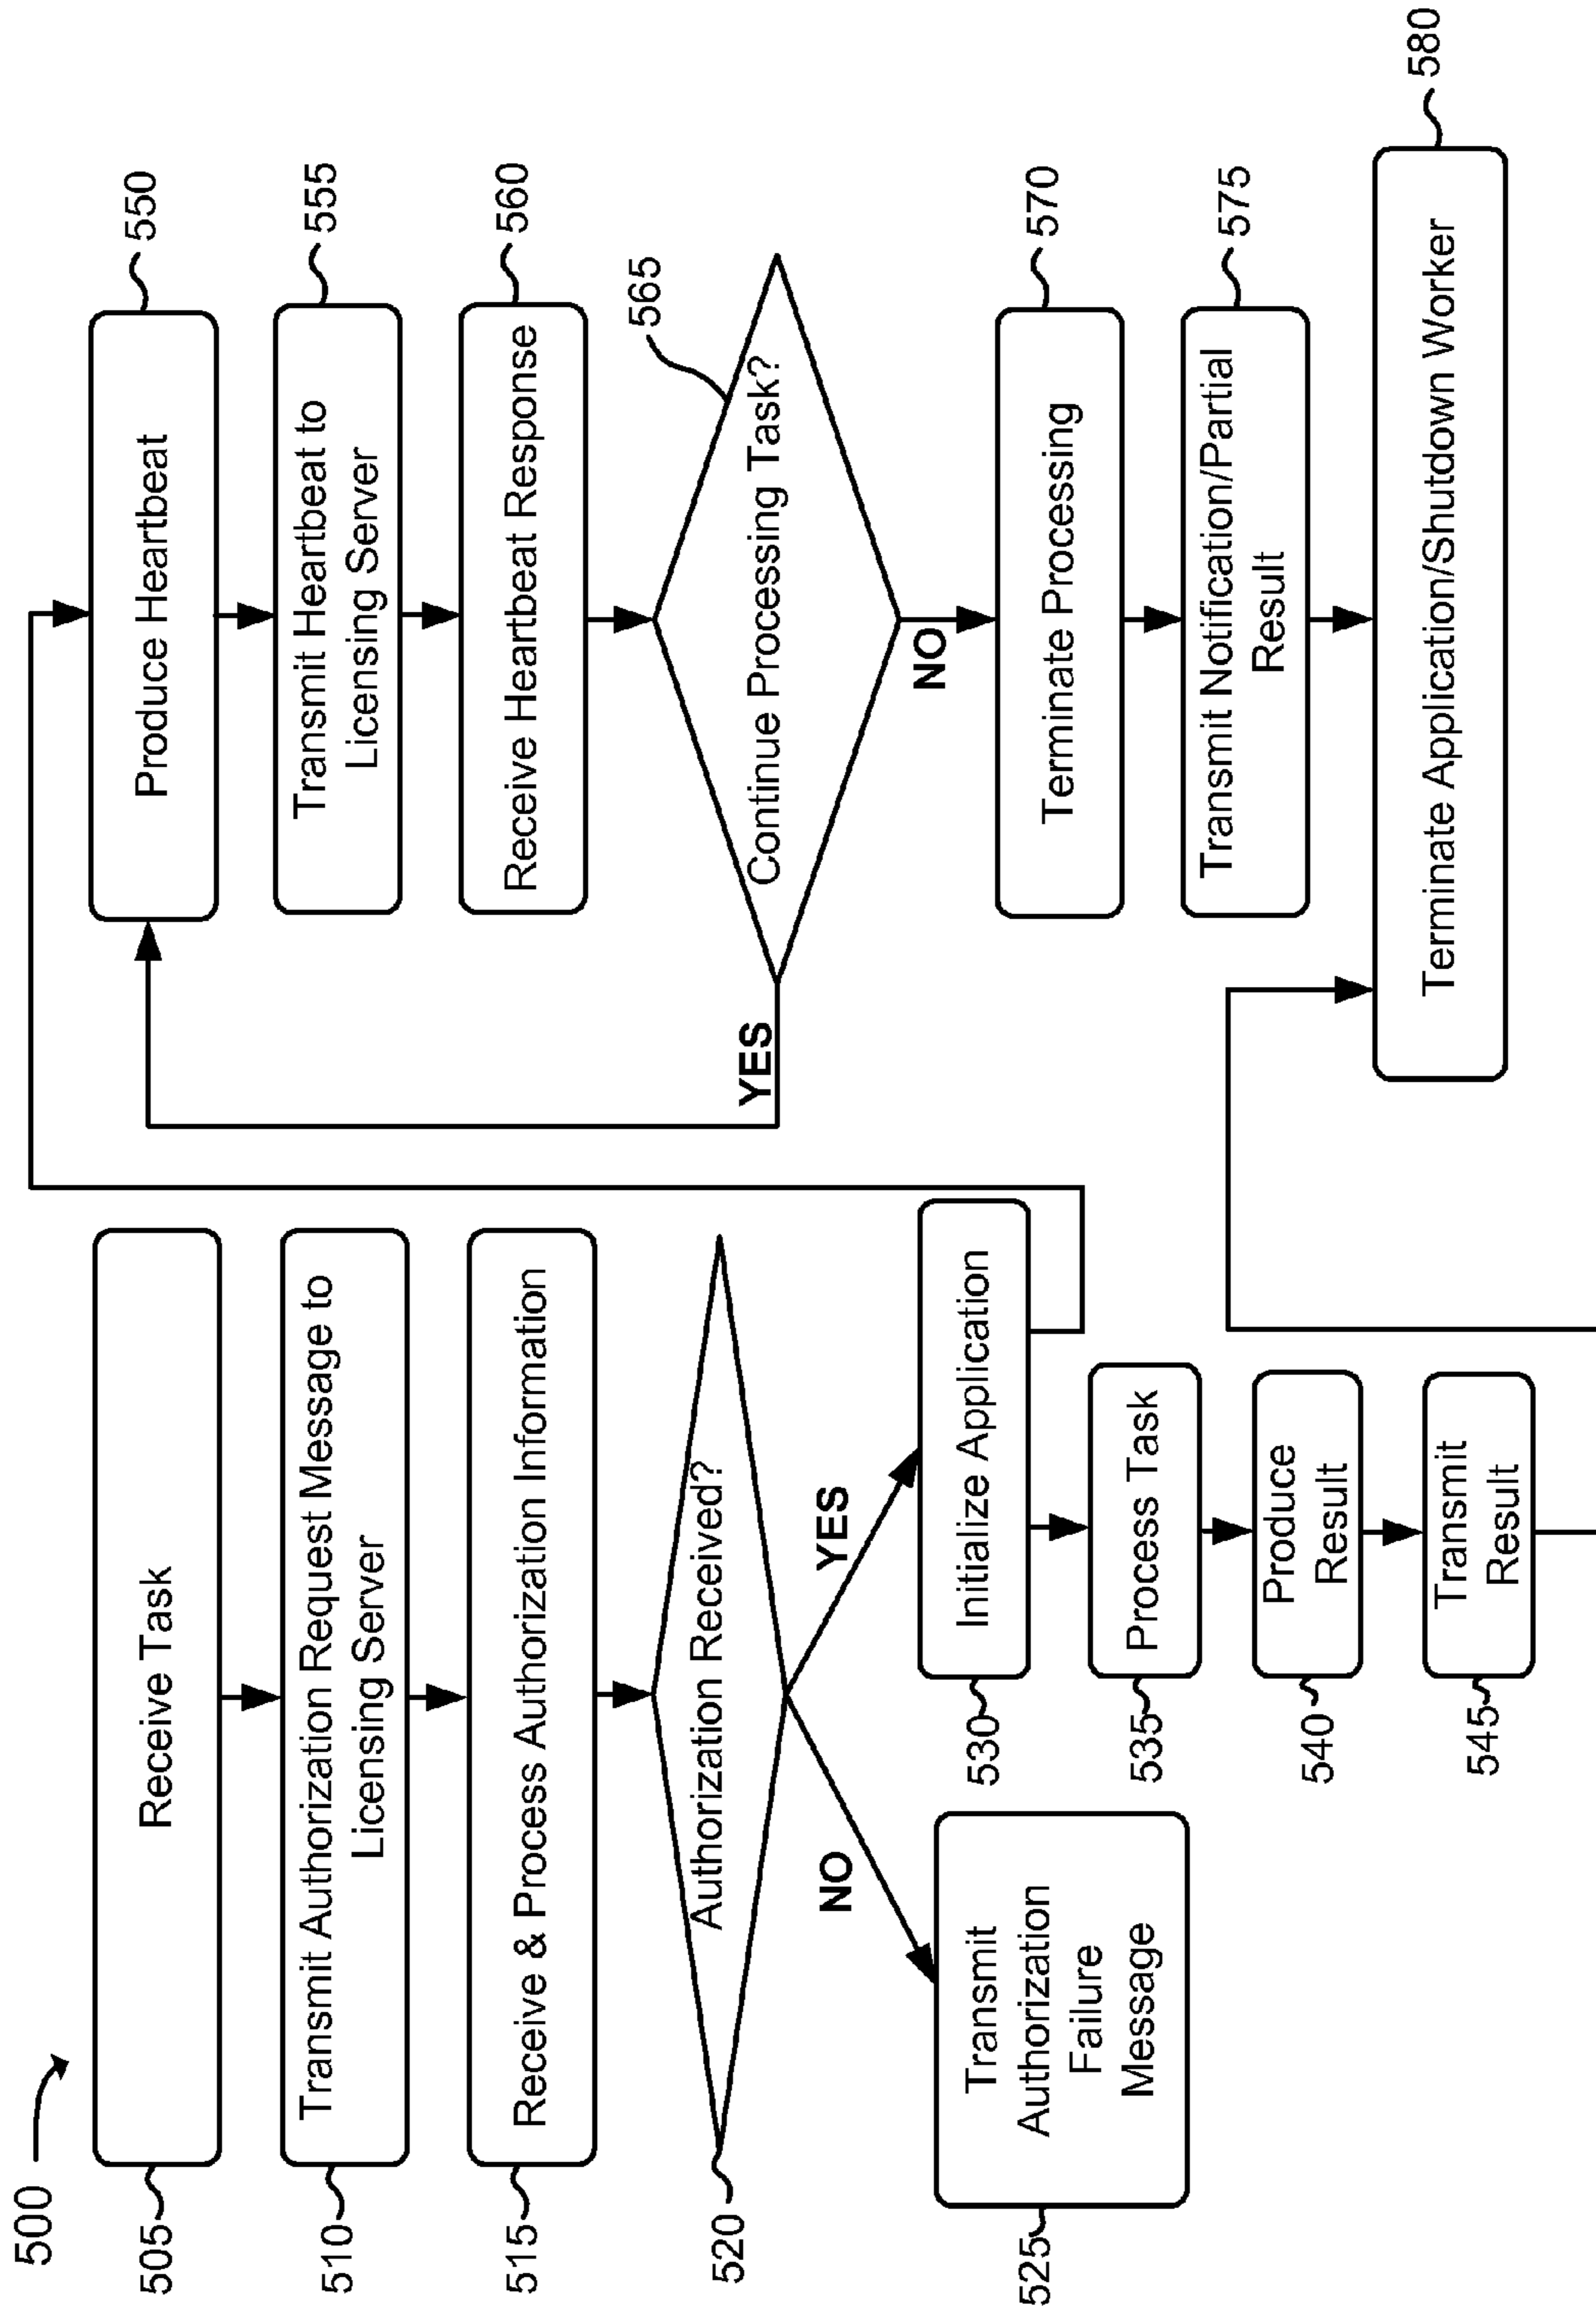 500
505
Receive Task
510
Transmit Authorization Request Message to
Licensing Server
515
Receive & Process Authorization Information
520
Authorization Received?
NO
YES
525
Transmit
Authorization
Failure
Message
530
Initialize Application
535
Process Task
540
Produce
Result
545
Transmit
Result
Produce Heartbeat
550
Transmit Heartbeat to
Licensing Server
555
Receive Heartbeat Response
560
565
Continue Processing Task?
YES
NO
Terminate Processing
570
Transmit Notification/Partial
Result
575
Terminate Application/Shutdown Worker
580